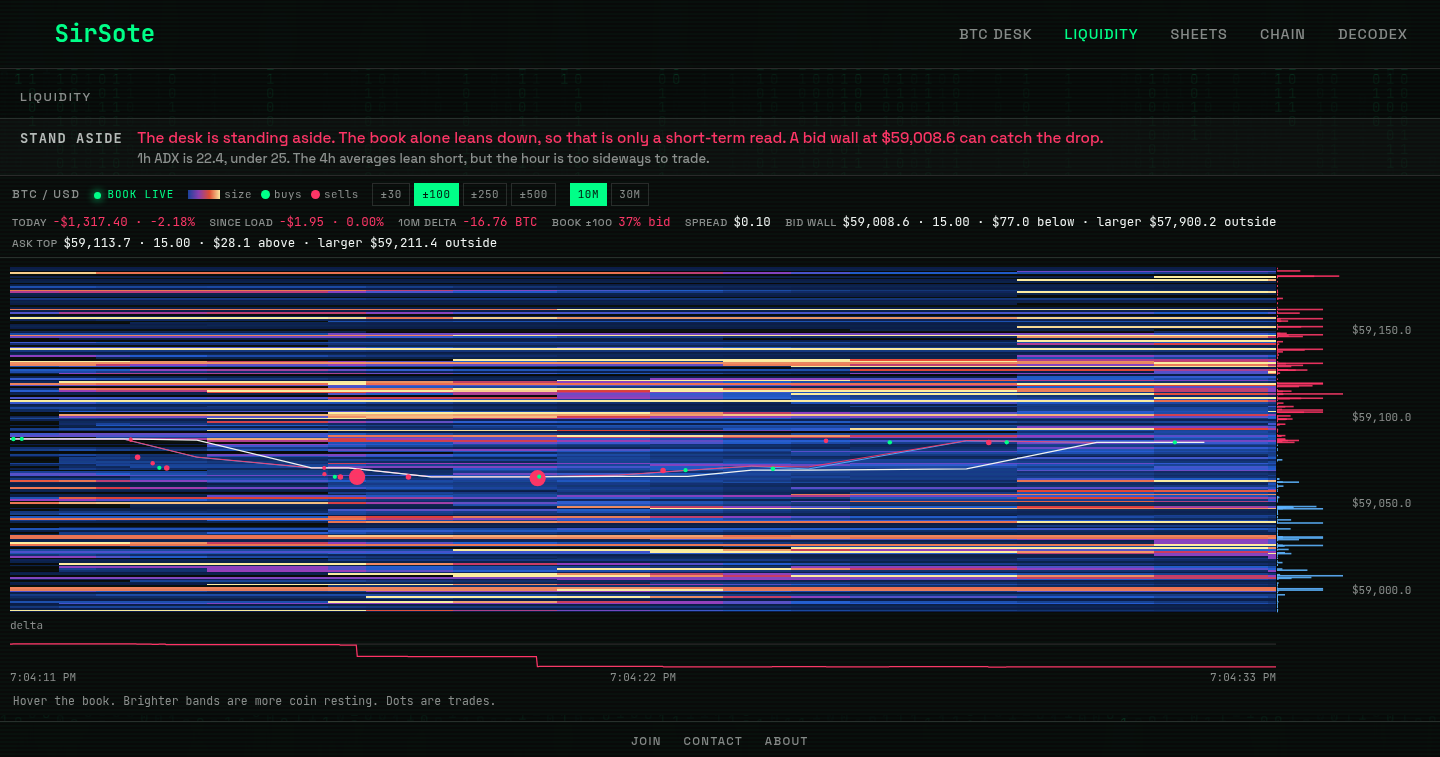 SirSote
BTC DESK LIQUIDITY SHEETS CHAIN DECODEX
LIQUIDITY
STAND ASIDE The desk is standing aside. The book alone leans down, so that is only a short-term read. A bid wall at $59,008.6 can catch the drop.
1h ADX is 22.4, under 25. The 4h averages lean short, but the hour is too sideways to trade.
BTC / USD BOOK LIVE size buys sells ±30 ±100 ±250 ±500 10M 30M
TODAY -$1,317.40 · -2.18% SINCE LOAD -$1.95 · 0.00% 10M DELTA -16.76 BTC BOOK ±100 37% bid SPREAD $0.10 BID WALL $59,008.6 · 15.00 · $77.0 below · larger $57,900.2 outside
ASK TOP $59,113.7 · 15.00 · $28.1 above · larger $59,211.4 outside
$59,150.0
$59,100.0
$59,050.0
$59,000.0
delta
7:04:11 PM 7:04:22 PM 7:04:33 PM
Hover the book. Brighter bands are more coin resting. Dots are trades.
JOIN CONTACT ABOUT